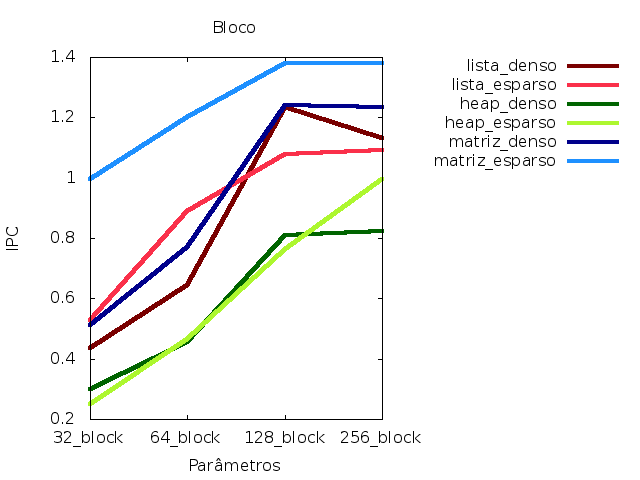 Bloco
1.4
1.2
1
0.8
0.6
0.4
0.2
IPC
32_block 64_block 128_block 256_block
Parâmetros
lista_denso
lista_esparso
heap_denso
heap_esparso
matriz_denso
matriz_esparso